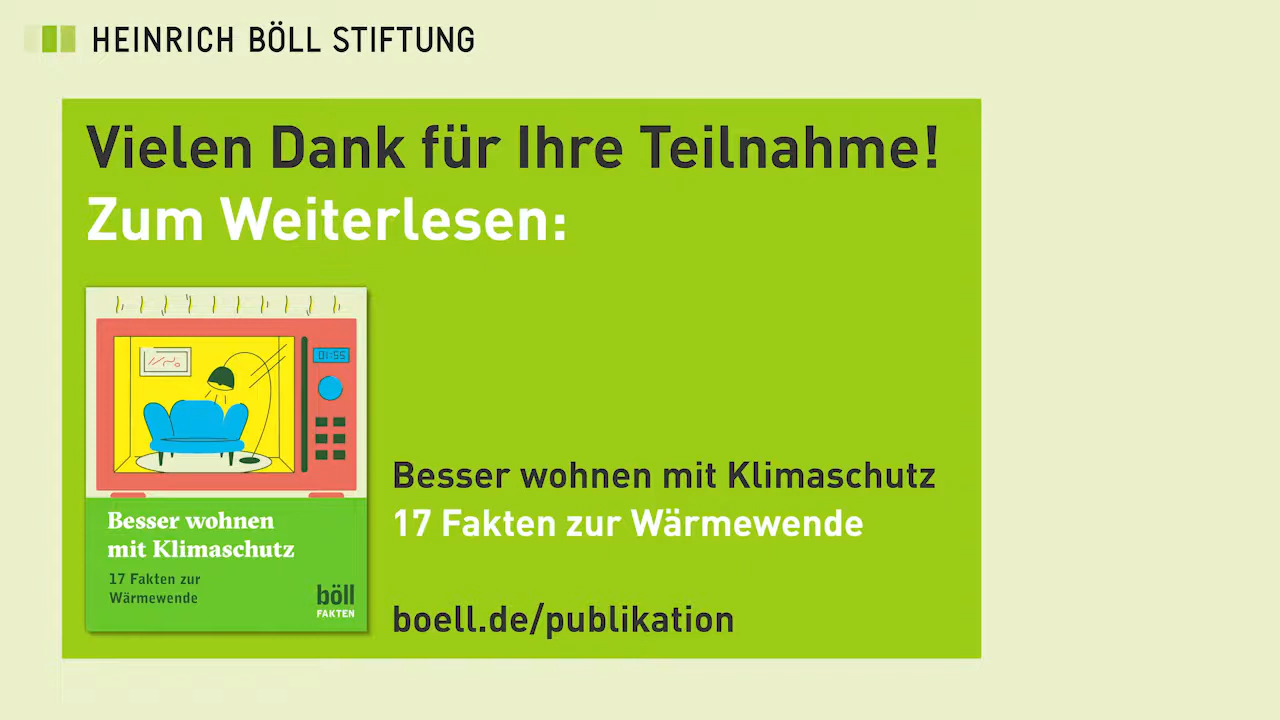 HEINRICH BÖLL STIFTUNG
Vielen Dank für Ihre Teilnahme!
Zum Weiterlesen:
01:55
Besser wohnen
mit Klimaschutz
17 Fakten zur
Wärmewende
böll
FAKTEN
Besser wohnen mit Klimaschutz
17 Fakten zur Wärmewende
boell.de/publikation